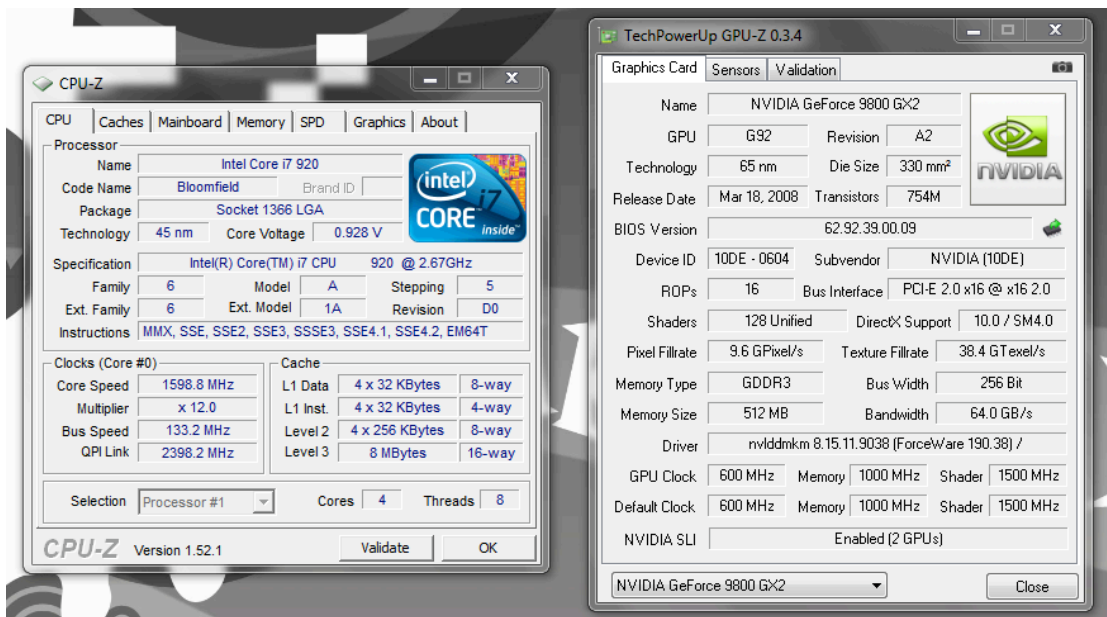 CPU-Z
CPU Caches Mainboard Memory SPD Graphics About
Processor
Name Intel Core i7 920
Code Name Bloomfield Brand ID
Package Socket 1366 LGA
Technology 45 nm Core Voltage 0.928 V
intel i7
CORE inside™
Specification Intel(R) Core(TM) i7 CPU 920 @ 2.67GHz
Family 6 Model A Stepping 5
Ext. Family 6 Ext. Model 1A Revision D0
Instructions MMX, SSE, SSE2, SSE3, SSSE3, SSE4.1, SSE4.2, EM64T
Clocks (Core #0)
Core Speed 1598.8 MHz
Multiplier x 12.0
Bus Speed 133.2 MHz
QPI Link 2398.2 MHz
Cache
L1 Data 4 x 32 KBytes 8-way
L1 Inst. 4 x 32 KBytes 4-way
Level 2 4 x 256 KBytes 8-way
Level 3 8 MBytes 16-way
Selection Processor #1 Cores 4 Threads 8
CPU-Z Version 1.52.1 Validate OK
TechPowerUp GPU-Z 0.3.4
Graphics Card Sensors Validation
Name NVIDIA GeForce 9800 GX2
GPU G92 Revision A2
Technology 65 nm Die Size 330 mm²
NVIDIA
Release Date Mar 18, 2008 Transistors 754M
BIOS Version 62.92.39.00.09
Device ID 10DE - 0604 Subvendor NVIDIA (10DE)
ROPs 16 Bus Interface PCI-E 2.0 x16 @ x16 2.0
Shaders 128 Unified DirectX Support 10.0 / SM4.0
Pixel Fillrate 9.6 GPixel/s Texture Fillrate 38.4 GTexel/s
Memory Type GDDR3 Bus Width 256 Bit
Memory Size 512 MB Bandwidth 64.0 GB/s
Driver nvlddmkm 8.15.11.9038 (ForceWare 190.38) /
GPU Clock 600 MHz Memory 1000 MHz Shader 1500 MHz
Default Clock 600 MHz Memory 1000 MHz Shader 1500 MHz
NVIDIA SLI Enabled (2 GPUs)
NVIDIA GeForce 9800 GX2 Close